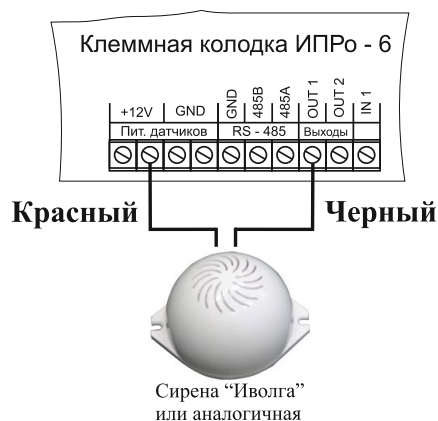 Клеммная колодка ИПРо - 6
+12V GND GND 485B 485A OUT 1 OUT 2 IN 1
Пит. датчиков RS - 485 Выходы
Красный Черный
Сирена “Иволга”
или аналогичная